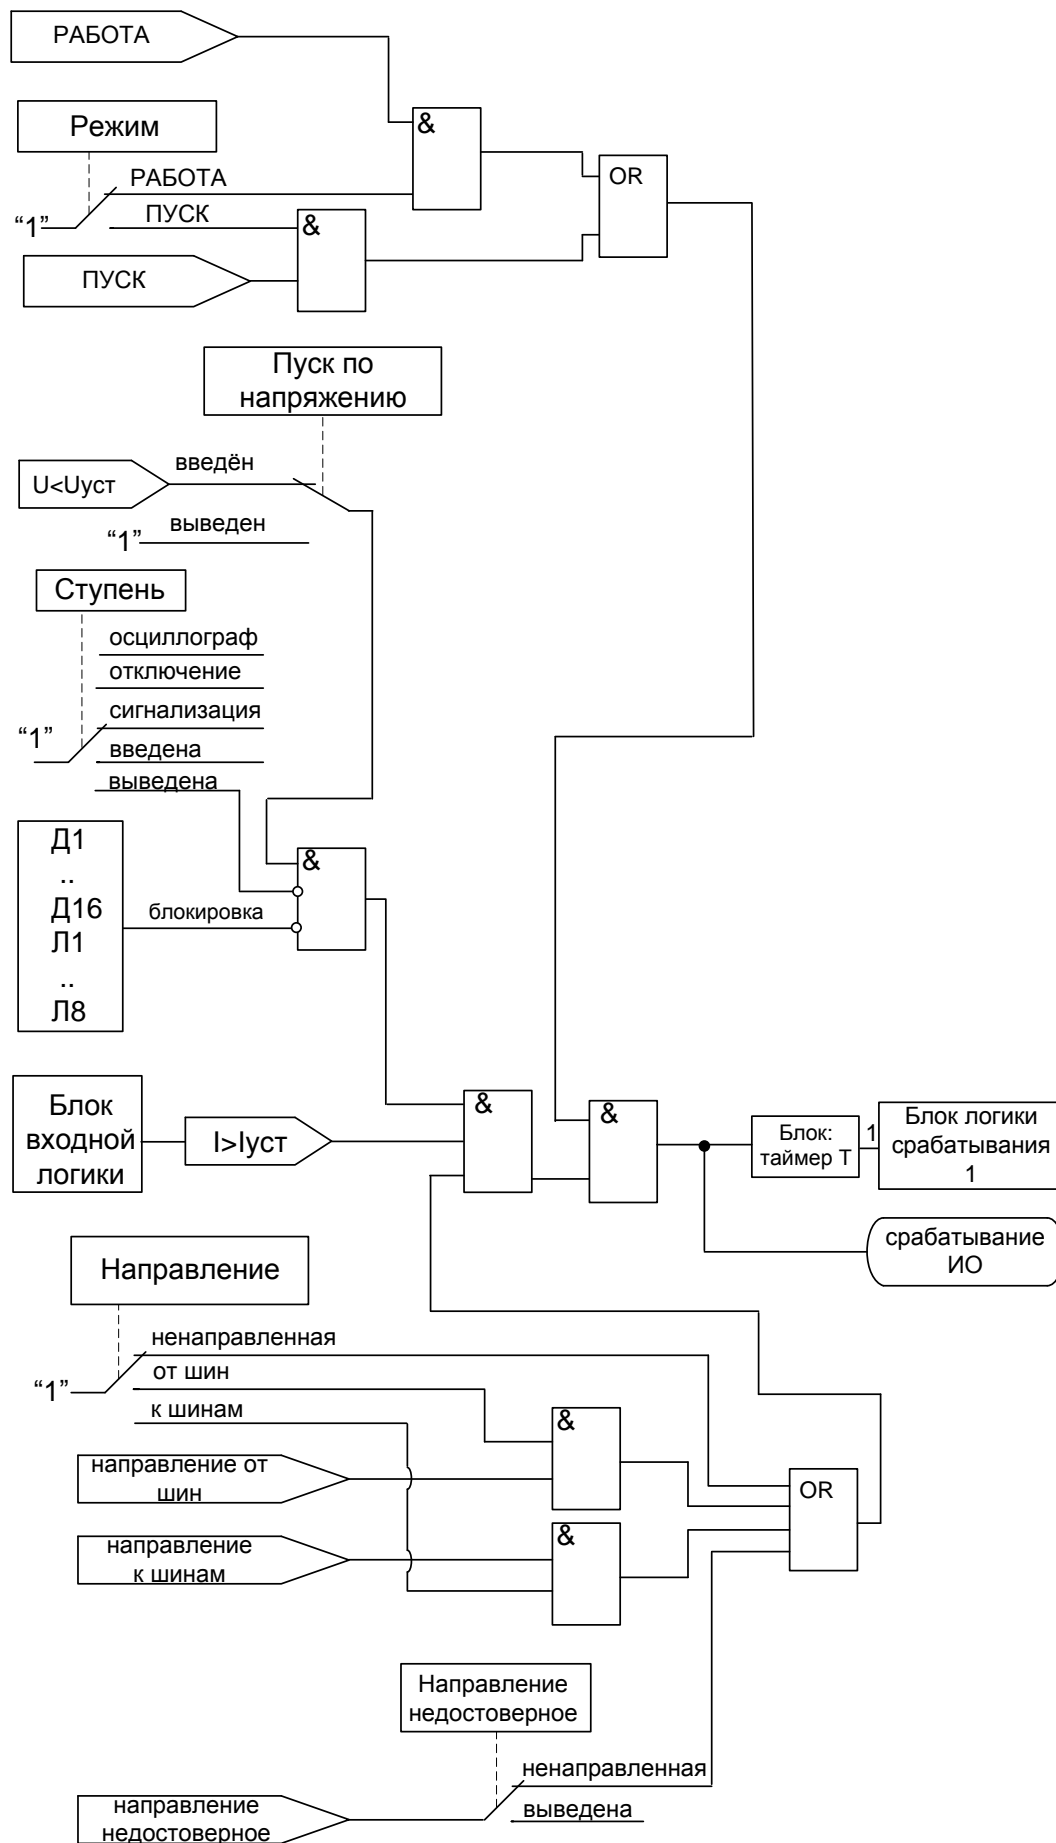 РАБОТА
&
Режим
OR
РАБОТА
“1”
ПУСК
&
ПУСК
Пуск по
напряжению
введён
U<Uуст
выведен
“1”
Ступень
осциллограф
отключение
сигнализация
“1”
введена
выведена
Д1
..
Д16
Л1
..
Л8
блокировка
&
Блок
входной
логики
I>Iуст
&
&
Блок:
таймер Т
1
Блок логики
срабатывания
1
срабатывание
ИО
Направление
ненаправленная
“1”
от шин
к шинам
&
направление от
шин
OR
&
направление
к шинам
Направление
недостоверное
ненаправленная
выведена
направление
недостоверное